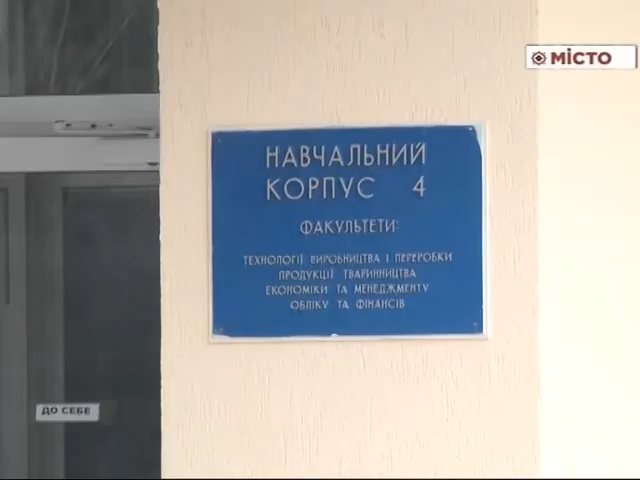 МІСТО
НАВЧАЛЬНИЙ
КОРПУС 4
ФАКУЛЬТЕТИ:
ТЕХНОЛОГІЇ ВИРОБНИЦТВА І ПЕРЕРОБКИ
ПРОДУКЦІЇ ТВАРИННИЦТВА
ЕКОНОМІКИ ТА МЕНЕДЖМЕНТУ
ОБЛІКУ ТА ФІНАНСІВ
ДО СЕБЕ